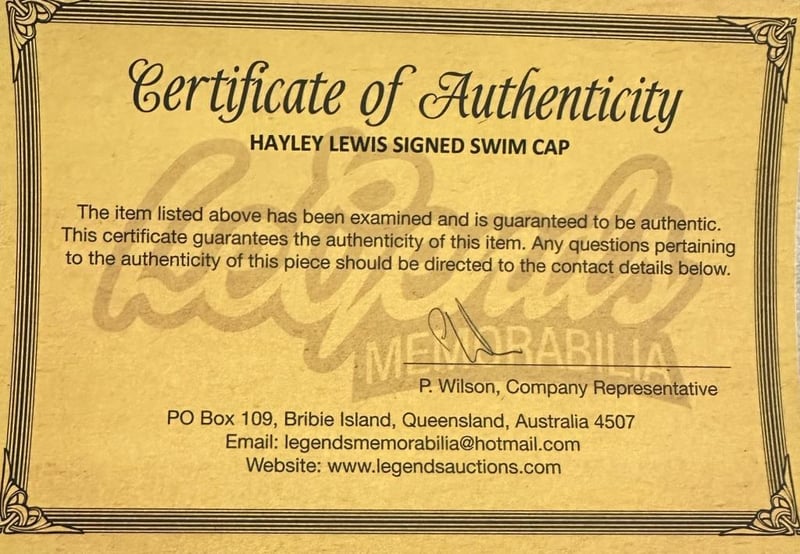 Certificate of Authenticity
HAYLEY LEWIS SIGNED SWIM CAP
The item listed above has been examined and is guaranteed to be authentic.
This certificate guarantees the authenticity of this item. Any questions pertaining
to the authenticity of this piece should be directed to the contact details below.
Legends
MEMORABILIA
P. Wilson, Company Representative
PO Box 109, Bribie Island, Queensland, Australia 4507
Email: legendsmemorabilia@hotmail.com
Website: www.legendsauctions.com